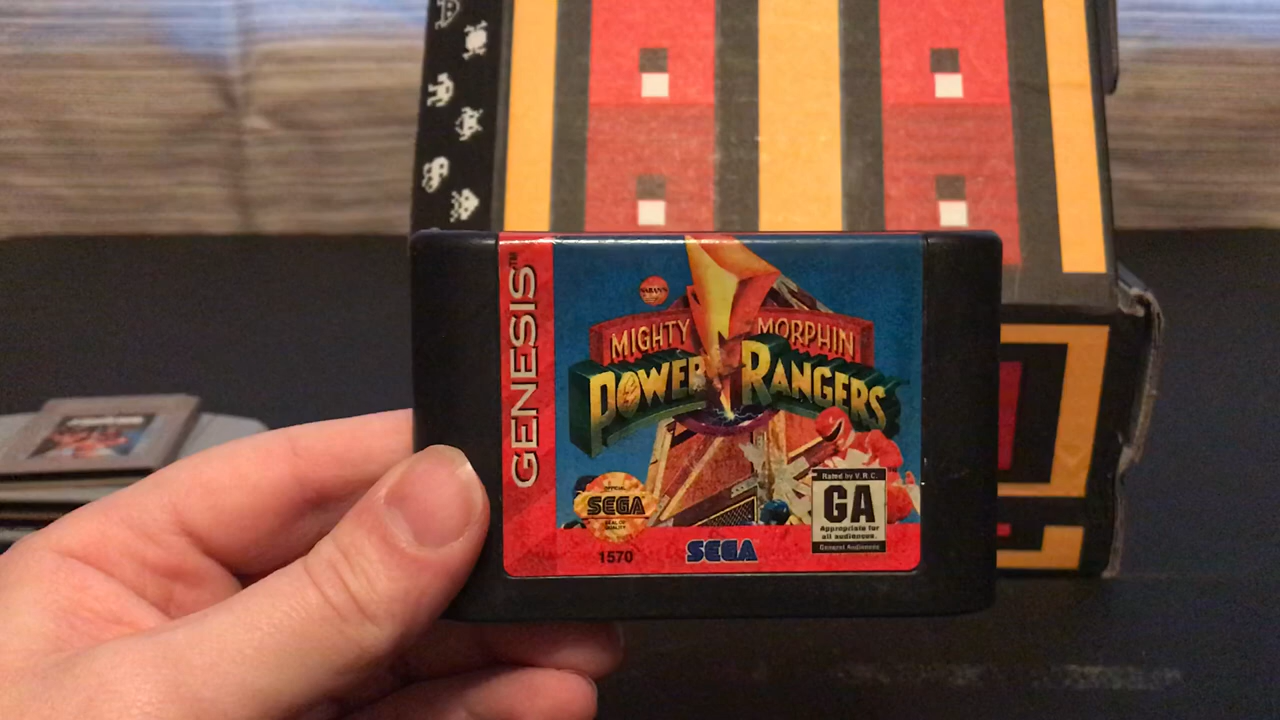 GENESIS™
SABAN'S
MIGHTY MORPHIN
POWER RANGERS
OFFICIAL
SEGA
SEAL OF
QUALITY
1570
SEGA
Rated by V.R.C.
GA
Appropriate for
all audiences.
General Audiences